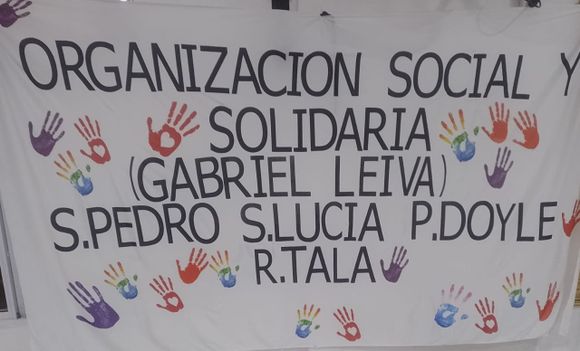 ORGANIZACION SOCIAL Y
SOLIDARIA
(GABRIEL LEIVA)
S.PEDRO S.LUCIA P.DOYLE
R.TALA